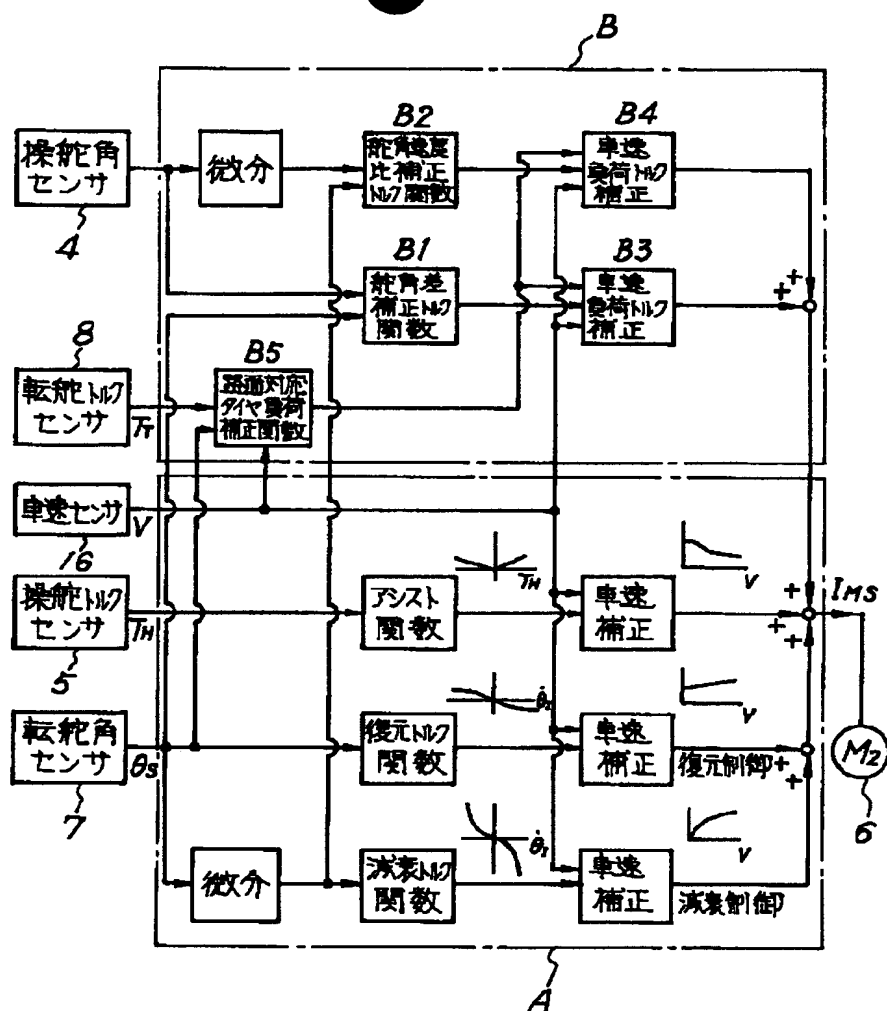 B
操舵角
センサ
4
微分
B2
舵角速度
比補正
トルク関数
B4
車速
負荷トルク
補正
B1
舵角差
補正トルク
関数
B3
車速
負荷トルク
補正
+
+
8
転舵トルク
センサ
TT
B5
路面対応
タイヤ負荷
補正関数
車速センサ
V
16
操舵トルク
センサ
TH
5
アシスト
関数
TH
車速
補正
V
+
+
+
IMS
転舵角
センサ
θS
7
復元トルク
関数
車速
補正
V
復元制御
+
+
M2
6
微分
減衰トルク
関数
車速
補正
V
減衰制御
A